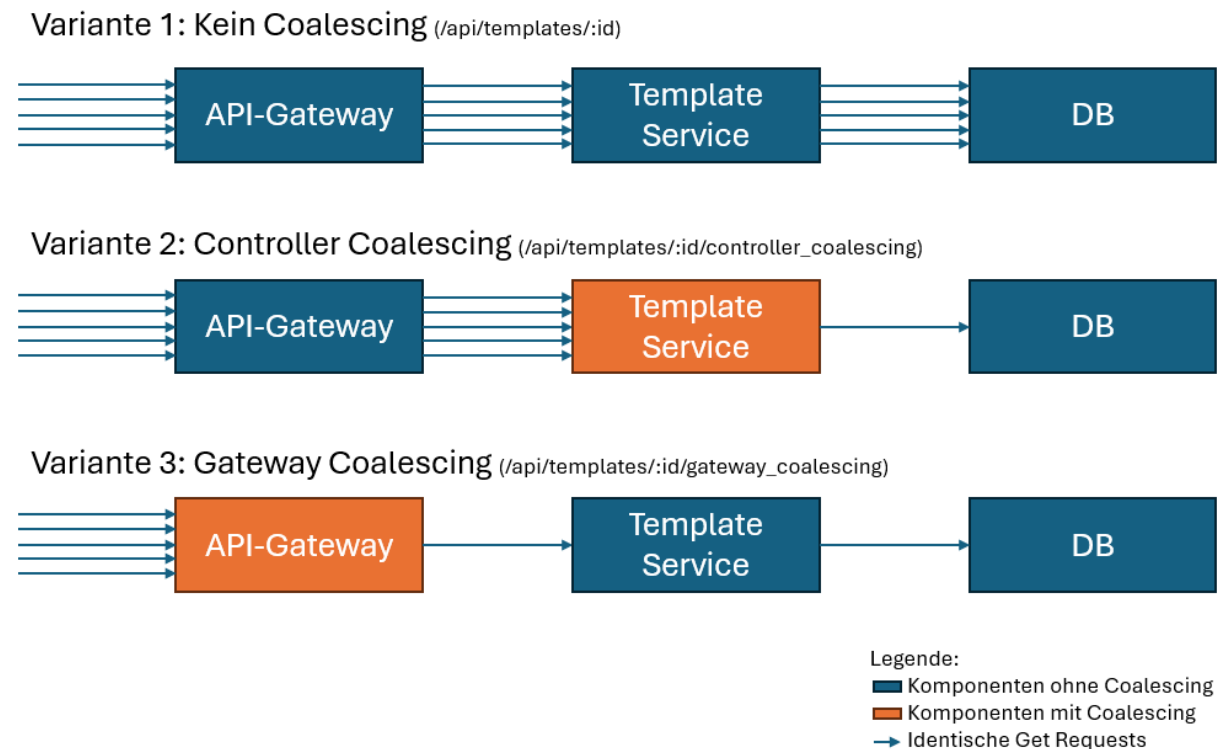 Variante 1: Kein Coalescing (/api/templates/:id)
API-Gateway
Template
Service
DB
Variante 2: Controller Coalescing (/api/templates/:id/controller_coalescing)
API-Gateway
Template
Service
DB
Variante 3: Gateway Coalescing (/api/templates/:id/gateway_coalescing)
API-Gateway
Template
Service
DB
Legende:
Komponenten ohne Coalescing
Komponenten mit Coalescing
Identische Get Requests